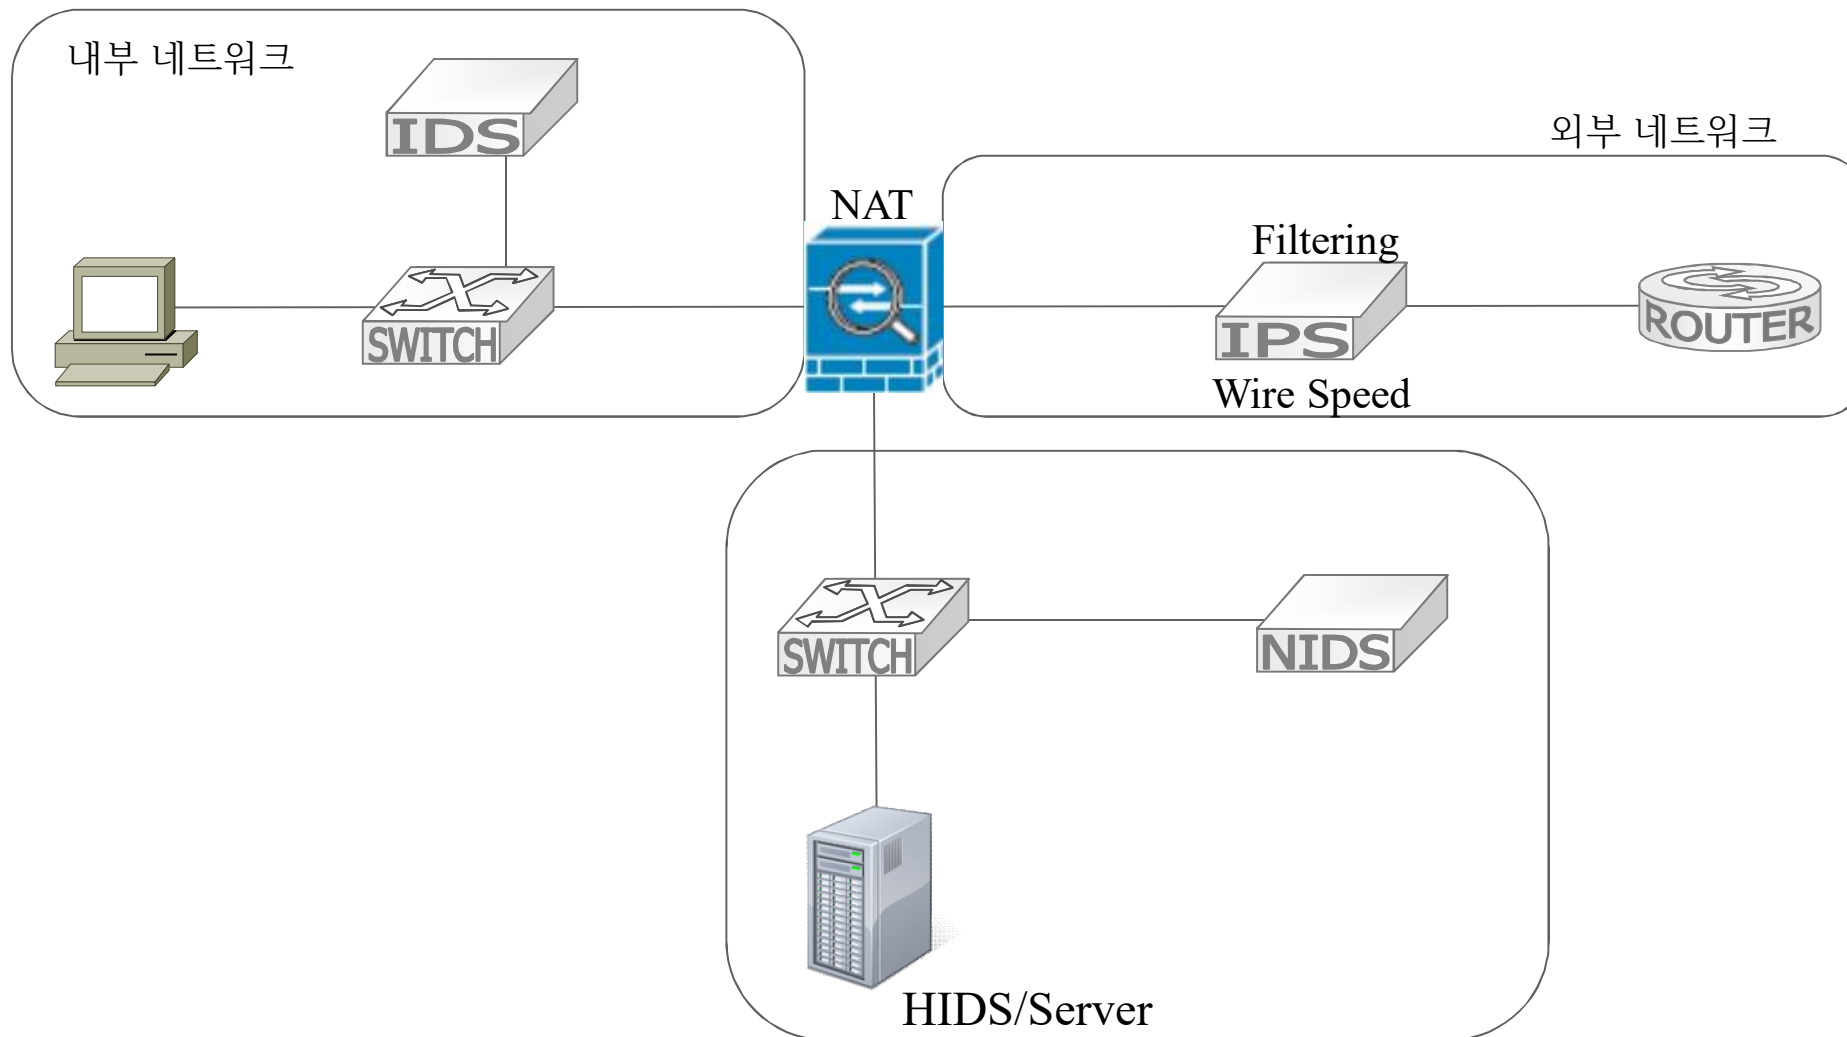 내부 네트워크
IDS
외부 네트워크
NAT
Filtering
SWITCH
IPS
ROUTER
Wire Speed
SWITCH
NIDS
HIDS/Server